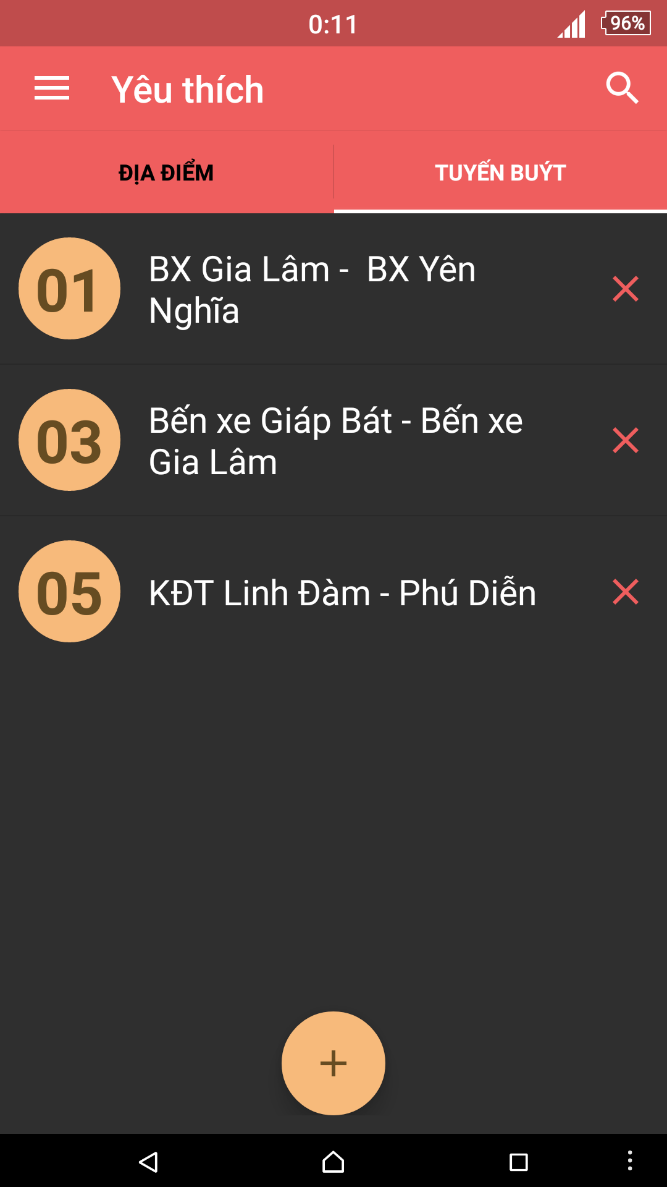 0:11
96%
Yêu thích
ĐỊA ĐIỂM
TUYẾN BUÝT
01
BX Gia Lâm -  BX Yên
Nghĩa
03
Bến xe Giáp Bát - Bến xe
Gia Lâm
05
KĐT Linh Đàm - Phú Diễn